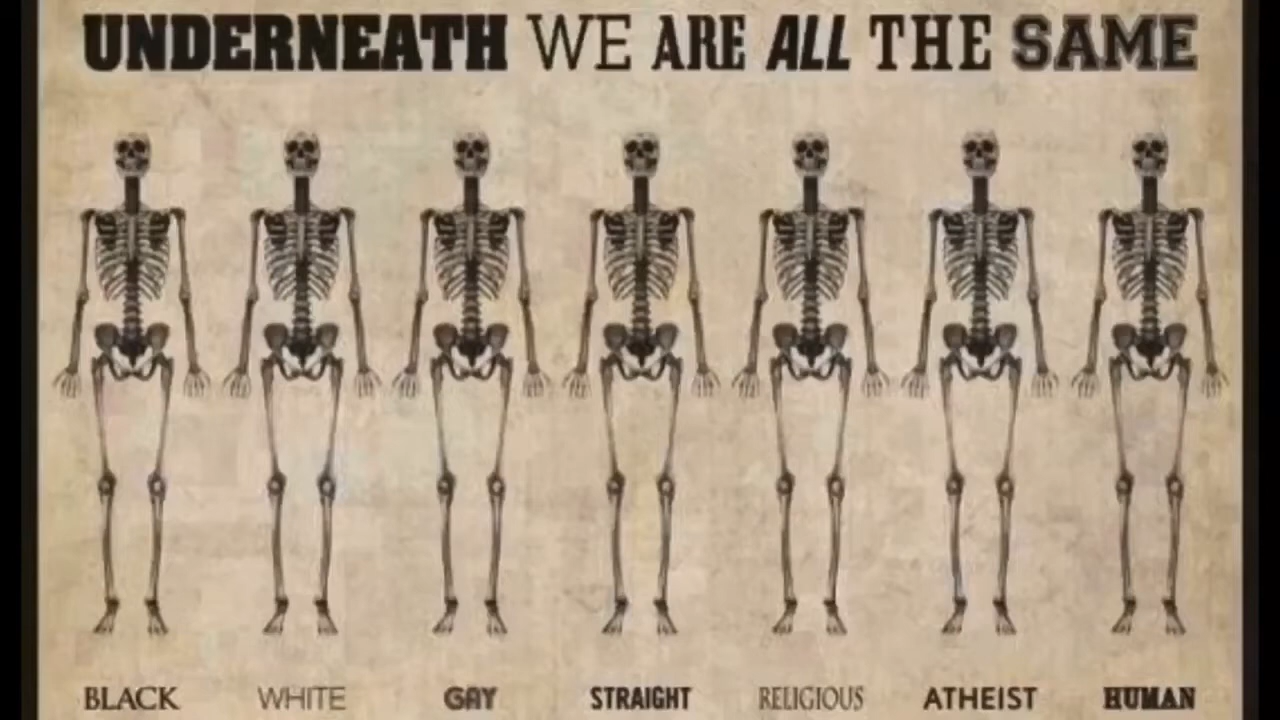 UNDERNEATH WE ARE ALL THE SAME
BLACK WHITE GAY STRAIGHT RELIGIOUS ATHEIST HUMAN